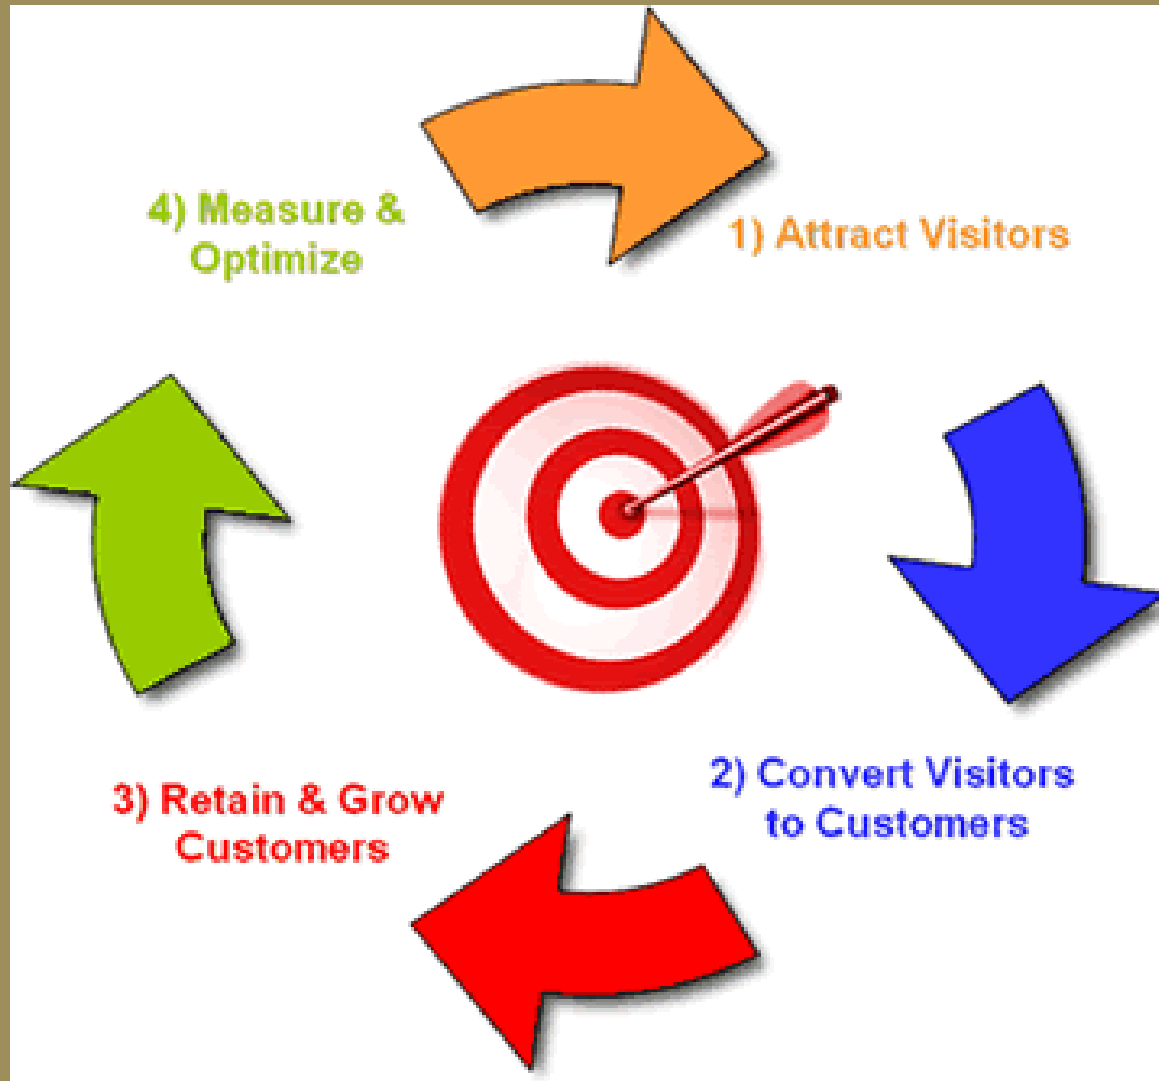 1) Attract Visitors
2) Convert Visitors
to Customers
3) Retain & Grow
Customers
4) Measure &
Optimize